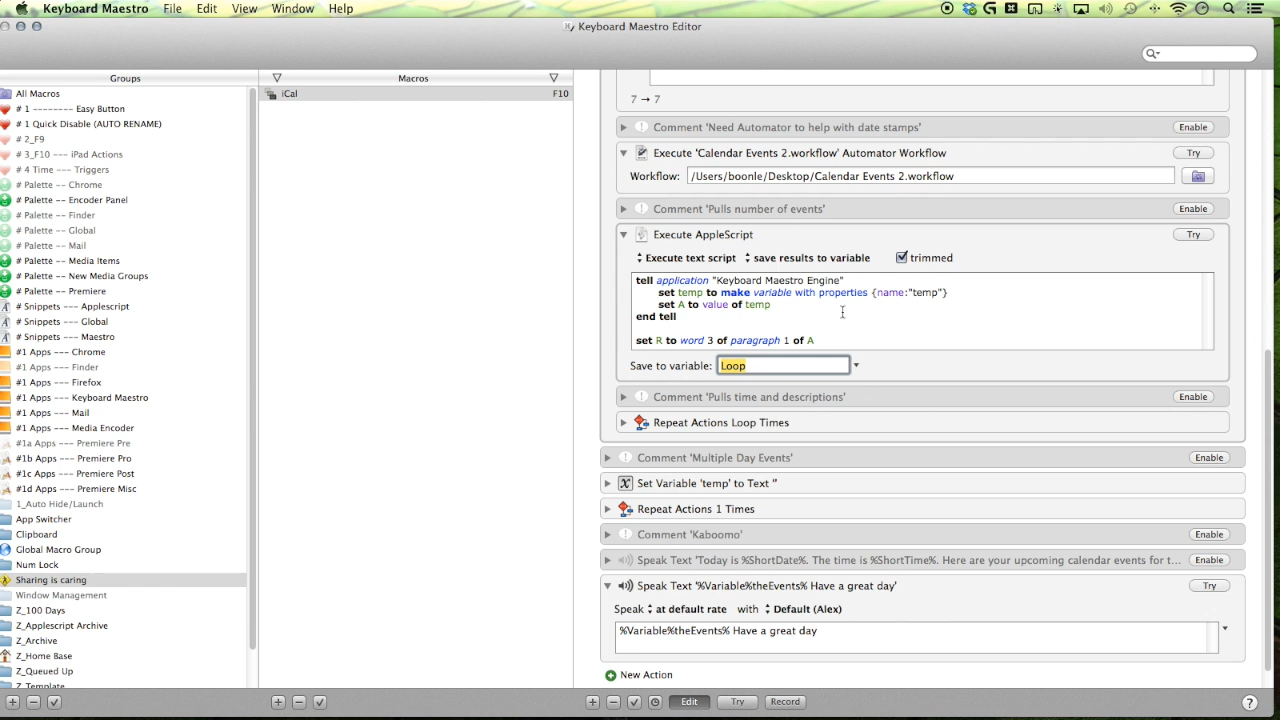 Keyboard Maestro File Edit View Window Help
Keyboard Maestro Editor
Groups
All Macros
# 1 -------- Easy Button
# 1 Quick Disable (AUTO RENAME)
# 2_F9
# 3_F10 --- iPad Actions
# 4 Time -- Triggers
# Palette -- Chrome
# Palette -- Encoder Panel
# Palette -- Finder
# Palette -- Global
# Palette -- Mail
# Palette -- Media Items
# Palette -- New Media Groups
# Palette -- Premiere
# Snippets -- Applescript
# Snippets -- Global
# Snippets -- Maestro
#1 Apps --- Chrome
#1 Apps --- Finder
#1 Apps --- Firefox
#1 Apps --- Keyboard Maestro
#1 Apps --- Mail
#1 Apps --- Media Encoder
#1a Apps --- Premiere Pre
#1b Apps --- Premiere Pro
#1c Apps --- Premiere Post
#1d Apps --- Premiere Misc
1_Auto Hide/Launch
App Switcher
Clipboard
Global Macro Group
Num Lock
Sharing is caring
Window Management
Z_100 Days
Z_Applescript Archive
Z_Archive
Z_Home Base
Z_Queued Up
Z_Template
Macros
iCal F10
7 → 7
Comment 'Need Automator to help with date stamps' Enable
Execute 'Calendar Events 2.workflow' Automator Workflow Try
Workflow: /Users/boonle/Desktop/Calendar Events 2.workflow
Comment 'Pulls number of events' Enable
Execute AppleScript Try
Execute text script save results to variable trimmed
tell application "Keyboard Maestro Engine"
set temp to make variable with properties {name:"temp"}
set A to value of temp
end tell
set R to word 3 of paragraph 1 of A
Save to variable: Loop
Comment 'Pulls time and descriptions' Enable
Repeat Actions Loop Times
Comment 'Multiple Day Events' Enable
Set Variable 'temp' to Text ''
Repeat Actions 1 Times
Comment 'Kaboomo' Enable
Speak Text 'Today is %ShortDate%. The time is %ShortTime%. Here are your upcoming calendar events for t... Enable
Speak Text '%Variable%theEvents% Have a great day' Try
Speak at default rate with Default (Alex)
%Variable%theEvents% Have a great day
New Action
Edit Try Record